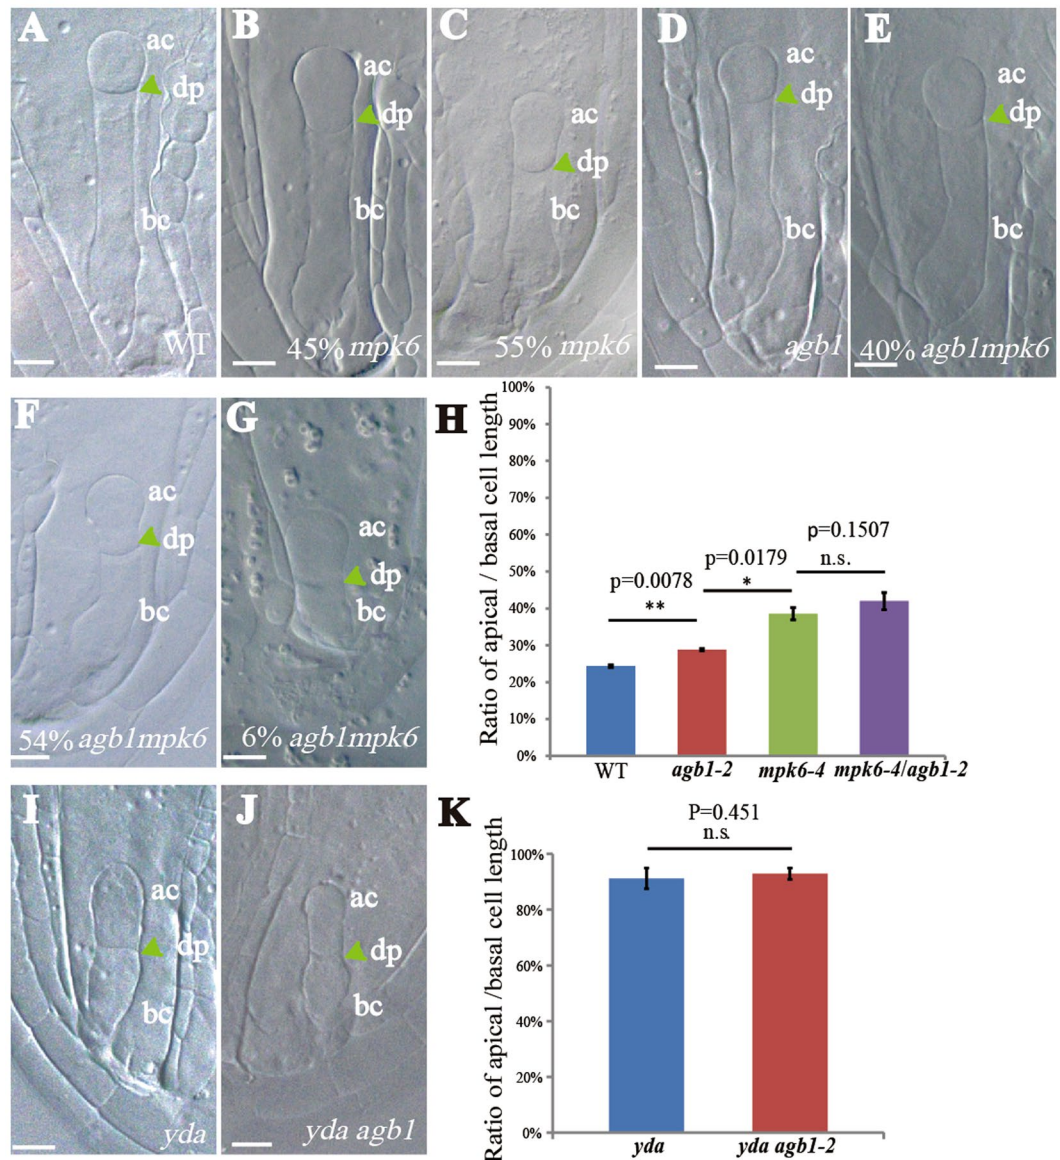 A
ac
dp
bc
WT
B
ac
dp
bc
45% mpk6
C
ac
dp
bc
55% mpk6
D
ac
dp
bc
agb1
E
ac
dp
bc
40% agb1mpk6
F
ac
dp
bc
54% agb1mpk6
G
ac
dp
bc
6% agb1mpk6
H
Ratio of apical / basal cell length
100%
90%
80%
70%
60%
50%
40%
30%
20%
10%
0%
p=0.0078
**
p=0.0179
*
p=0.1507
n.s.
WT agb1-2 mpk6-4 mpk6-4/agb1-2
I
ac
dp
bc
yda
J
ac
dp
bc
yda agb1
K
Ratio of apical /basal cell length
P=0.451
n.s.
100%
80%
60%
40%
20%
0%
yda yda agb1-2